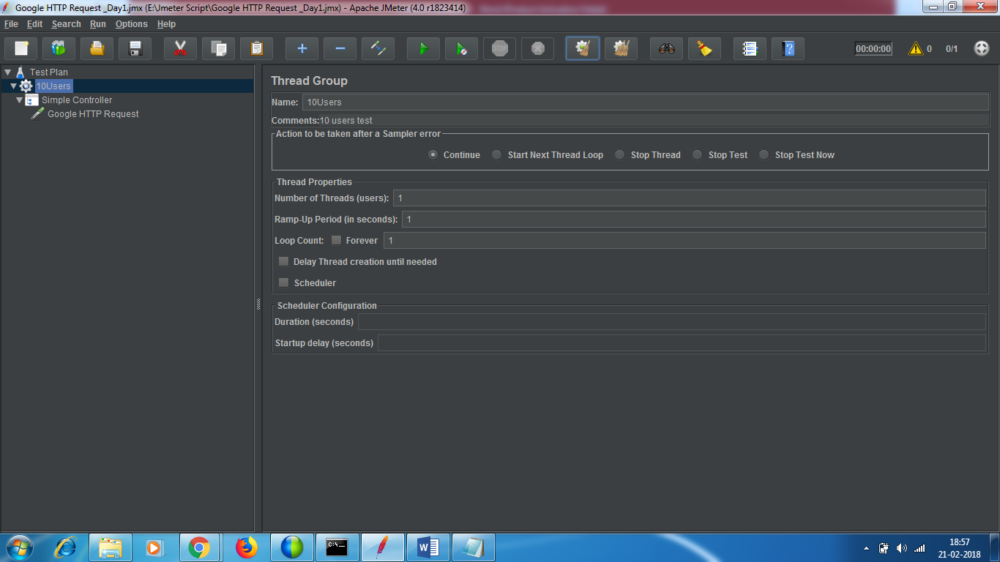 Google HTTP Request _Day1.jmx (E:\Jmeter Script\Google HTTP Request _Day1.jmx) - Apache JMeter (4.0 r1823414)
File Edit Search Run Options Help
STOP 00:00:00 0 0/1
Test Plan
10Users
Simple Controller
Google HTTP Request
Thread Group
Name: 10Users
Comments:10 users test
Action to be taken after a Sampler error
Continue Start Next Thread Loop Stop Thread Stop Test Stop Test Now
Thread Properties
Number of Threads (users): 1
Ramp-Up Period (in seconds): 1
Loop Count: Forever 1
Delay Thread creation until needed
Scheduler
Scheduler Configuration
Duration (seconds)
Startup delay (seconds)
18:57
21-02-2018